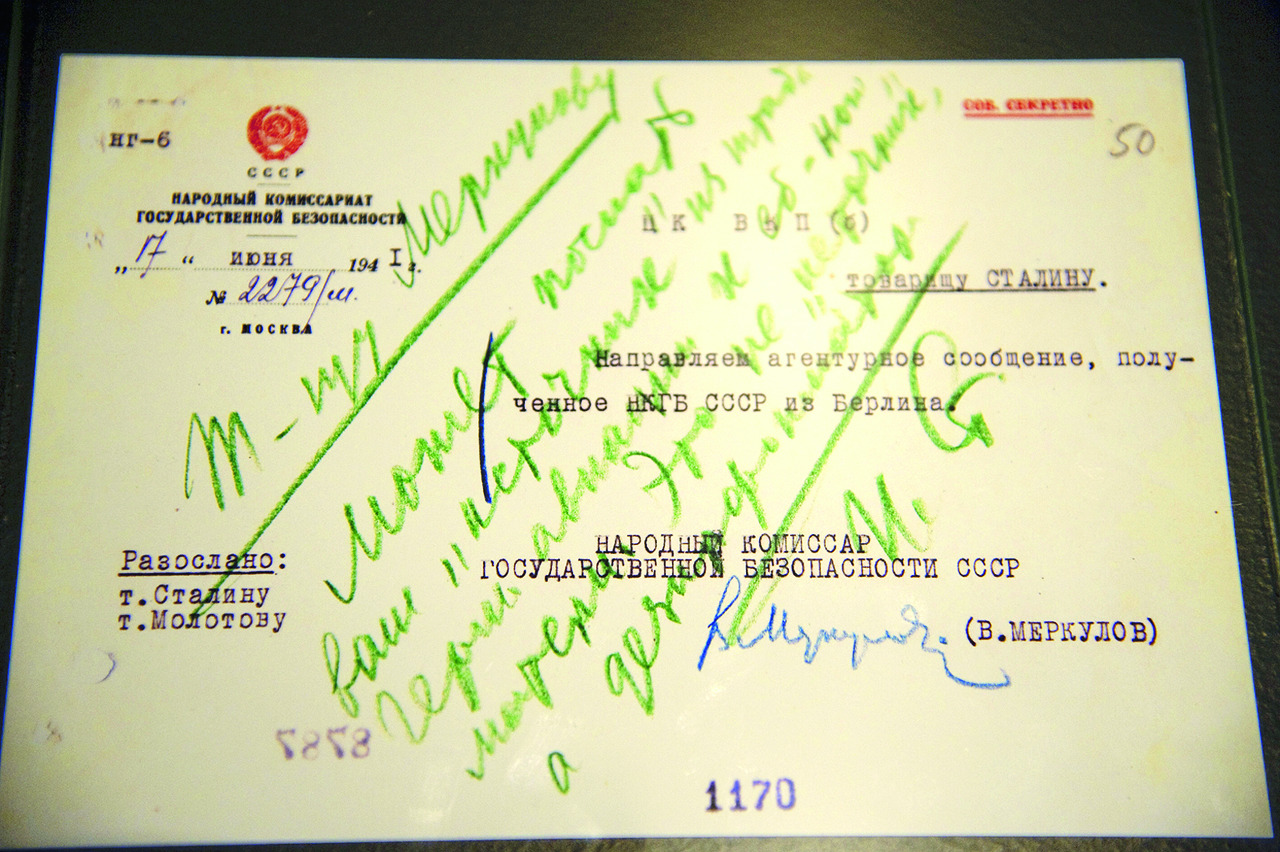 НГ-6
СОВ. СЕКРЕТНО
50
СССР
НАРОДНЫЙ КОМИССАРИАТ
ГОСУДАРСТВЕННОЙ БЕЗОПАСНОСТИ
„17“ июня 1941 г.
№ 2279/м.
г. МОСКВА
ЦК ВКП(б)
товарищу СТАЛИНУ.
Направляем агентурное сообщение, полу-
ченное НКГБ СССР из Берлина.
НАРОДНЫЙ КОМИССАР
ГОСУДАРСТВЕННОЙ БЕЗОПАСНОСТИ СССР
(В.МЕРКУЛОВ)
Разослано:
т.Сталину
т.Молотову
1170
Т-щу Меркулову
Может послать
ваш "источник" из штаба
герм. авиации к еб-ной
матери. Это не "источник",
а дезинформатор
И. Ст